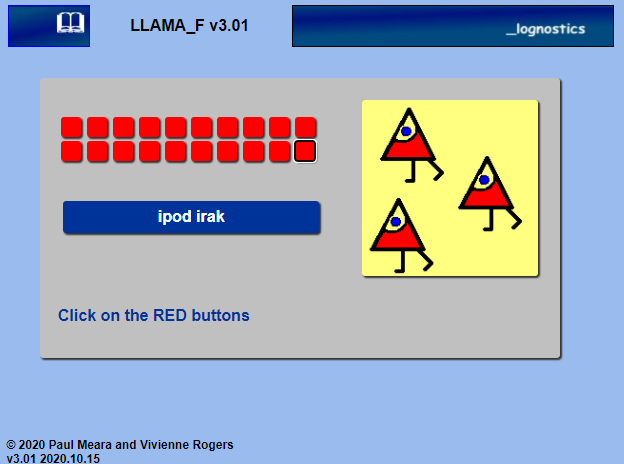 LLAMA_F v3.01
_lognostics
ipod irak
Click on the RED buttons
© 2020 Paul Meara and Vivienne Rogers
v3.01 2020.10.15